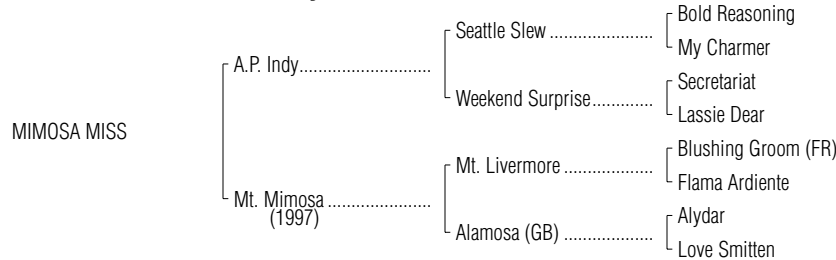 Bold Reasoning
Seattle Slew ....................
My Charmer
A.P. Indy..........................
Secretariat
Weekend Surprise............
Lassie Dear
MIMOSA MISS
Blushing Groom (FR)
Mt. Livermore .................
Flama Ardiente
Mt. Mimosa ....................
(1997)
Alydar
Alamosa (GB) .................
Love Smitten